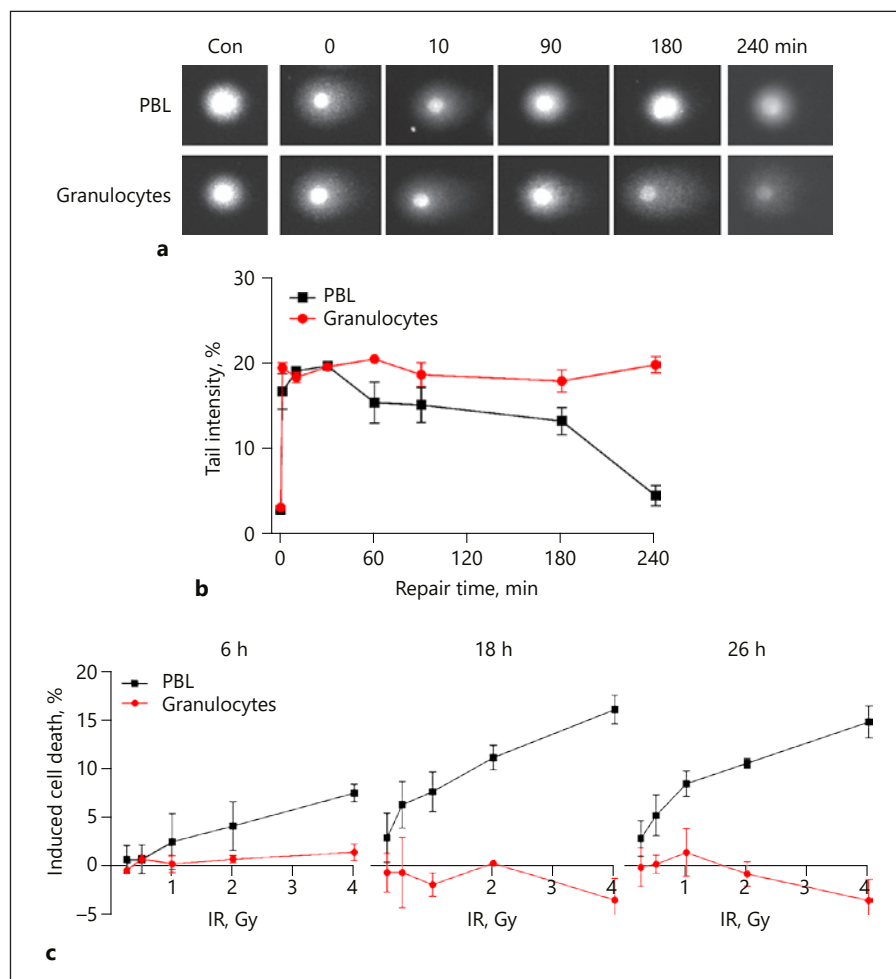 Con 0 10 90 180 240 min
PBL
Granulocytes
a
30
PBL
Granulocytes
20
Tail intensity, %
10
0
0 60 120 180 240
Repair time, min
b
6 h 18 h 26 h
20
PBL
Granulocytes
15
Induced cell death, %
10
5
0
1 2 3 4 2 3 4 1 2 3 4
−5
IR, Gy IR, Gy IR, Gy
c